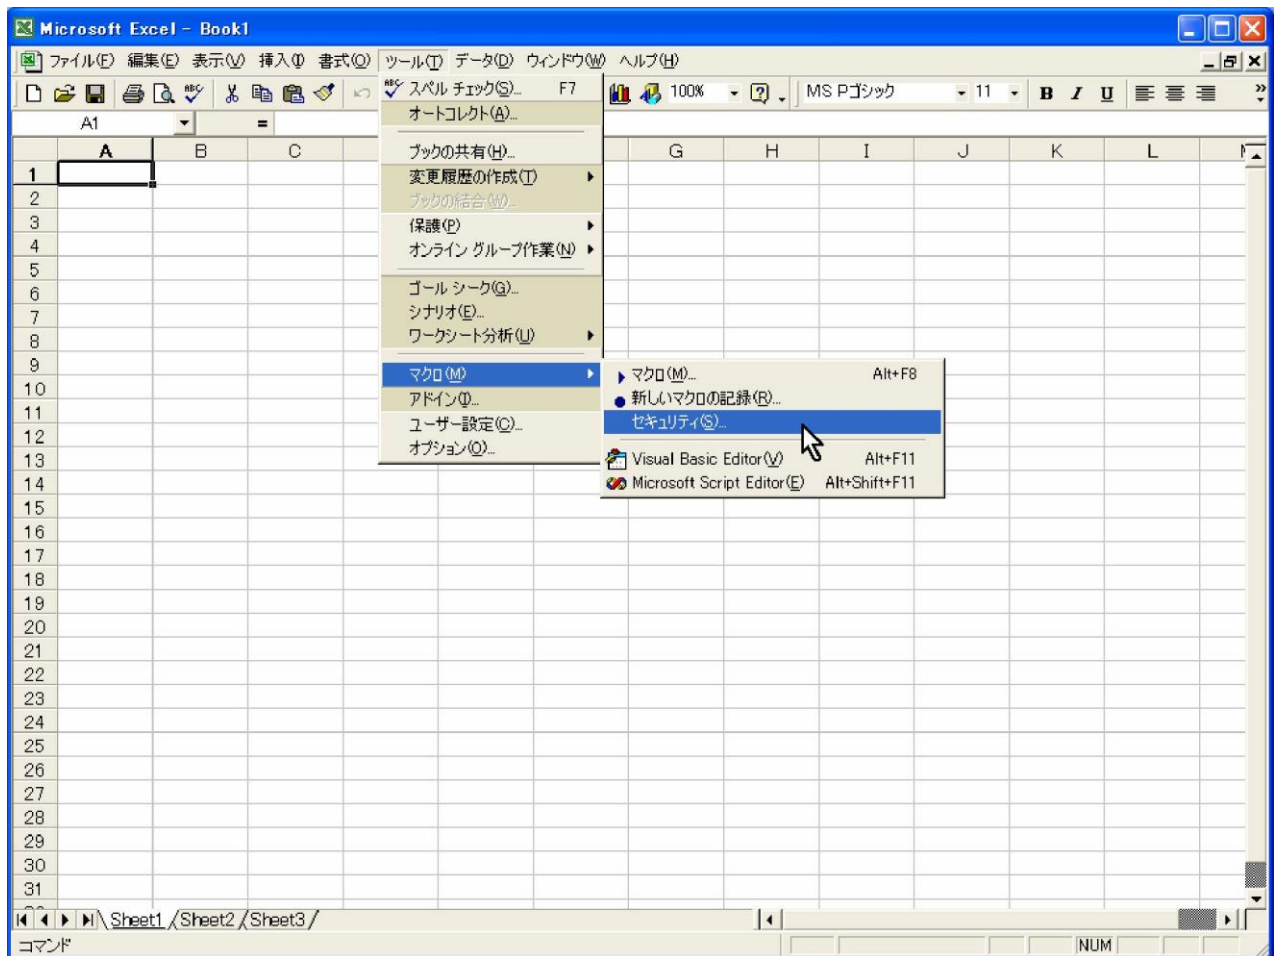 Microsoft Excel - Book1
ファイル(F) 編集(E) 表示(V) 挿入(I) 書式(O) ツール(T) データ(D) ウィンドウ(W) ヘルプ(H)
100% MS Pゴシック 11 B I U
A1 =
スペル チェック(S)... F7
オートコレクト(A)...
ブックの共有(H)...
変更履歴の作成(T)
ブックの結合(W)...
保護(P)
オンライン グループ作業(N)
ゴール シーク(G)...
シナリオ(E)...
ワークシート分析(U)
マクロ(M)
アドイン(I)...
ユーザー設定(C)...
オプション(O)...
マクロ(M)... Alt+F8
新しいマクロの記録(R)...
セキュリティ(S)...
Visual Basic Editor(V) Alt+F11
Microsoft Script Editor(E) Alt+Shift+F11
A B C G H I J K L
1
2
3
4
5
6
7
8
9
10
11
12
13
14
15
16
17
18
19
20
21
22
23
24
25
26
27
28
29
30
31
Sheet1 Sheet2 Sheet3
コマンド NUM